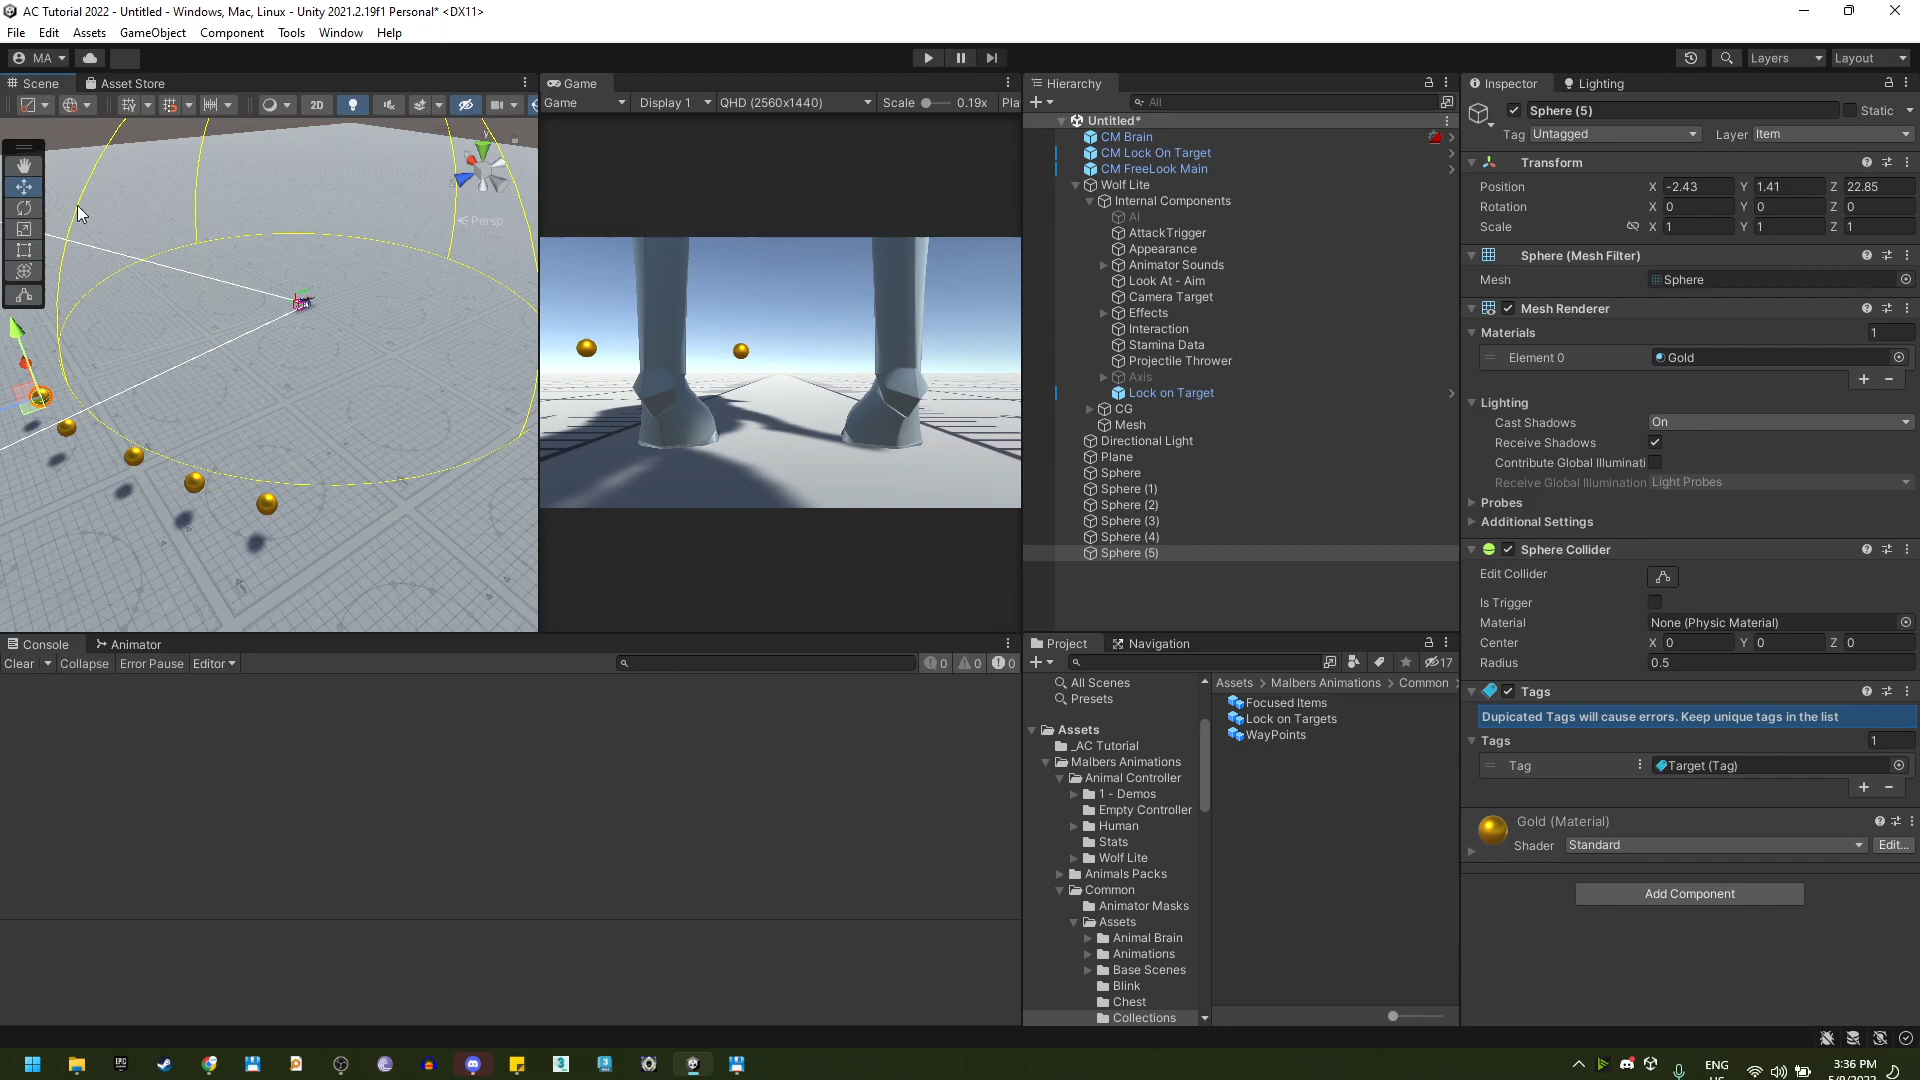 AC Tutorial 2022 - Untitled - Windows, Mac, Linux - Unity 2021.2.19f1 Personal* <DX11>
File Edit Assets GameObject Component Tools Window Help
MA Layers Layout
Scene Asset Store
2D
y
Persp
Game
Game Display 1 QHD (2560x1440) Scale 0.19x Pla
Hierarchy
All
Untitled*
CM Brain
CM Lock On Target
CM FreeLook Main
Wolf Lite
Internal Components
AI
AttackTrigger
Appearance
Animator Sounds
Look At - Aim
Camera Target
Effects
Interaction
Stamina Data
Projectile Thrower
Axis
Lock on Target
CG
Mesh
Directional Light
Plane
Sphere
Sphere (1)
Sphere (2)
Sphere (3)
Sphere (4)
Sphere (5)
Inspector Lighting
Sphere (5) Static
Tag Untagged Layer Item
Transform
Position X -2.43 Y 1.41 Z 22.85
Rotation X 0 Y 0 Z 0
Scale X 1 Y 1 Z 1
Sphere (Mesh Filter)
Mesh Sphere
Mesh Renderer
Materials 1
Element 0 Gold
Lighting
Cast Shadows On
Receive Shadows
Contribute Global Illuminati
Receive Global Illumination Light Probes
Probes
Additional Settings
Sphere Collider
Edit Collider
Is Trigger
Material None (Physic Material)
Center X 0 Y 0 Z 0
Radius 0.5
Tags
Dupicated Tags will cause errors. Keep unique tags in the list
Tags 1
Tag Target (Tag)
Gold (Material)
Shader Standard Edit...
Add Component
Console Animator
Clear Collapse Error Pause Editor 0 0 0
Project Navigation
17
All Scenes
Presets
Assets
_AC Tutorial
Malbers Animations
Animal Controller
1 - Demos
Empty Controller
Human
Stats
Wolf Lite
Animals Packs
Common
Animator Masks
Assets
Animal Brain
Animations
Base Scenes
Blink
Chest
Collections
Assets > Malbers Animations > Common >
Focused Items
Lock on Targets
WayPoints
ENG
3:36 PM